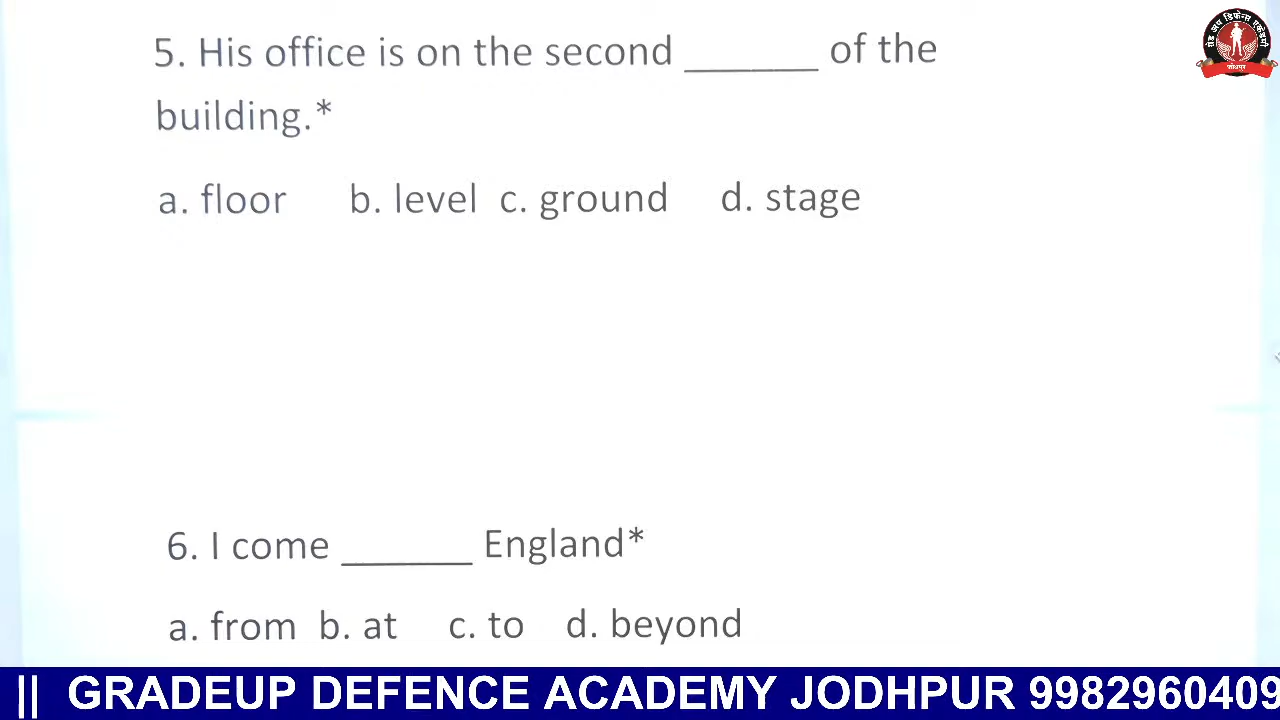 5. His office is on the second _______ of the
building.*
a. floor b. level c. ground d. stage
6. I come _______ England*
a. from b. at c. to d. beyond
|| GRADEUP DEFENCE ACADEMY JODHPUR 9982960409
जोधपुर